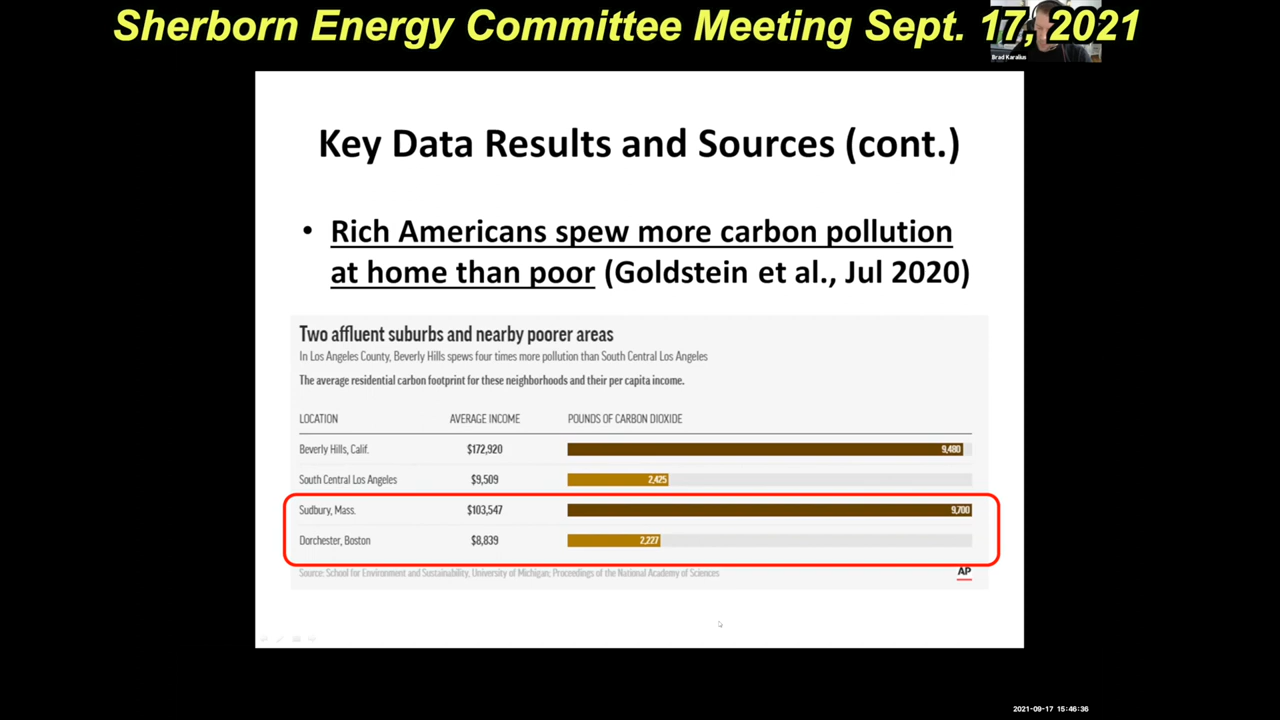 Sherborn Energy Committee Meeting Sept. 17, 2021
Brad Karalius
Key Data Results and Sources (cont.)
• Rich Americans spew more carbon pollution
at home than poor (Goldstein et al., Jul 2020)
Two affluent suburbs and nearby poorer areas
In Los Angeles County, Beverly Hills spews four times more pollution than South Central Los Angeles
The average residential carbon footprint for these neighborhoods and their per capita income.
LOCATION AVERAGE INCOME POUNDS OF CARBON DIOXIDE
Beverly Hills, Calif. $172,920 9,480
South Central Los Angeles $9,509 2,425
Sudbury, Mass. $103,547 9,700
Dorchester, Boston $8,839 2,227
Source: School for Environment and Sustainability, University of Michigan; Proceedings of the National Academy of Sciences
AP
2021-09-17 15:46:36